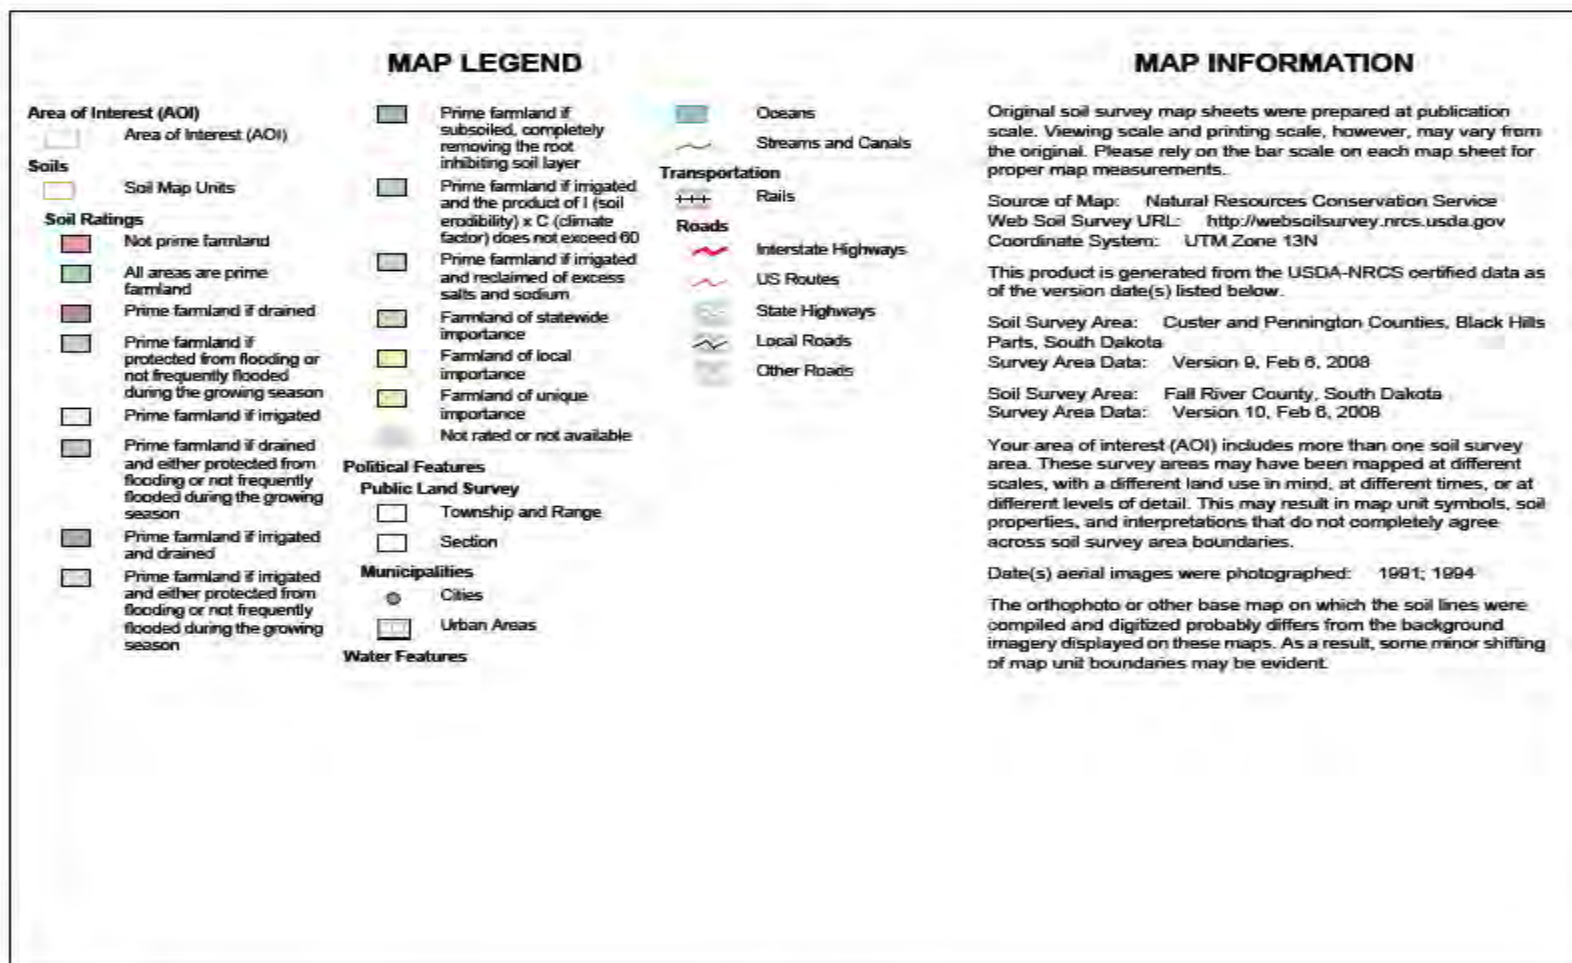 MAP LEGEND
Area of Interest (AOI)
Area of Interest (AOI)
Soils
Soil Map Units
Soil Ratings
Not prime farmland
All areas are prime
farmland
Prime farmland if drained
Prime farmland if
protected from flooding or
not frequently flooded
during the growing season
Prime farmland if irrigated
Prime farmland if drained
and either protected from
flooding or not frequently
flooded during the growing
season
Prime farmland if irrigated
and drained
Prime farmland if irrigated
and either protected from
flooding or not frequently
flooded during the growing
season
Prime farmland if
subsoiled, completely
removing the root
inhibiting soil layer
Prime farmland if irrigated
and the product of I (soil
erodibility) x C (climate
factor) does not exceed 60
Prime farmland if irrigated
and reclaimed of excess
salts and sodium
Farmland of statewide
importance
Farmland of local
importance
Farmland of unique
importance
Not rated or not available
Political Features
Public Land Survey
Township and Range
Section
Municipalities
Cities
Urban Areas
Water Features
Oceans
Streams and Canals
Transportation
Rails
Roads
Interstate Highways
US Routes
State Highways
Local Roads
Other Roads
MAP INFORMATION
Original soil survey map sheets were prepared at publication
scale. Viewing scale and printing scale, however, may vary from
the original. Please rely on the bar scale on each map sheet for
proper map measurements.
Source of Map: Natural Resources Conservation Service
Web Soil Survey URL: http://websoilsurvey.nrcs.usda.gov
Coordinate System: UTM Zone 13N
This product is generated from the USDA-NRCS certified data as
of the version date(s) listed below.
Soil Survey Area: Custer and Pennington Counties, Black Hills
Parts, South Dakota
Survey Area Data: Version 9, Feb 6, 2008
Soil Survey Area: Fall River County, South Dakota
Survey Area Data: Version 10, Feb 6, 2008
Your area of interest (AOI) includes more than one soil survey
area. These survey areas may have been mapped at different
scales, with a different land use in mind, at different times, or at
different levels of detail. This may result in map unit symbols, soil
properties, and interpretations that do not completely agree
across soil survey area boundaries.
Date(s) aerial images were photographed: 1991; 1994
The orthophoto or other base map on which the soil lines were
compiled and digitized probably differs from the background
imagery displayed on these maps. As a result, some minor shifting
of map unit boundaries may be evident.